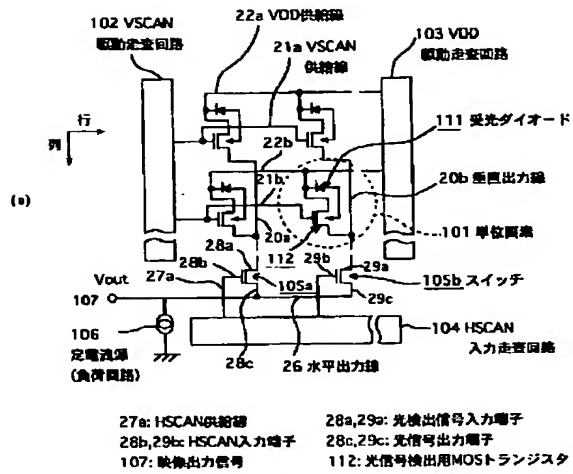 102 VSCAN
駆動走査回路
22a VDD供給線
21a VSCAN
供給線
103 VDD
駆動走査回路
行
列
111 受光ダイオード
22b
21b
20b 垂直出力線
(a)
20a
101 単位画素
28a
112
29b
29a
28b
27a
105a
105b スイッチ
Vout
107
29c
106
定電流源
(負荷回路)
28c
26 水平出力線
104 HSCAN
入力走査回路
27a: HSCAN供給線
28a,29a: 光検出信号入力端子
28b,29b: HSCAN入力端子
28c,29c: 光信号出力端子
107: 映像出力信号
112: 光信号検出用MOSトランジスタ